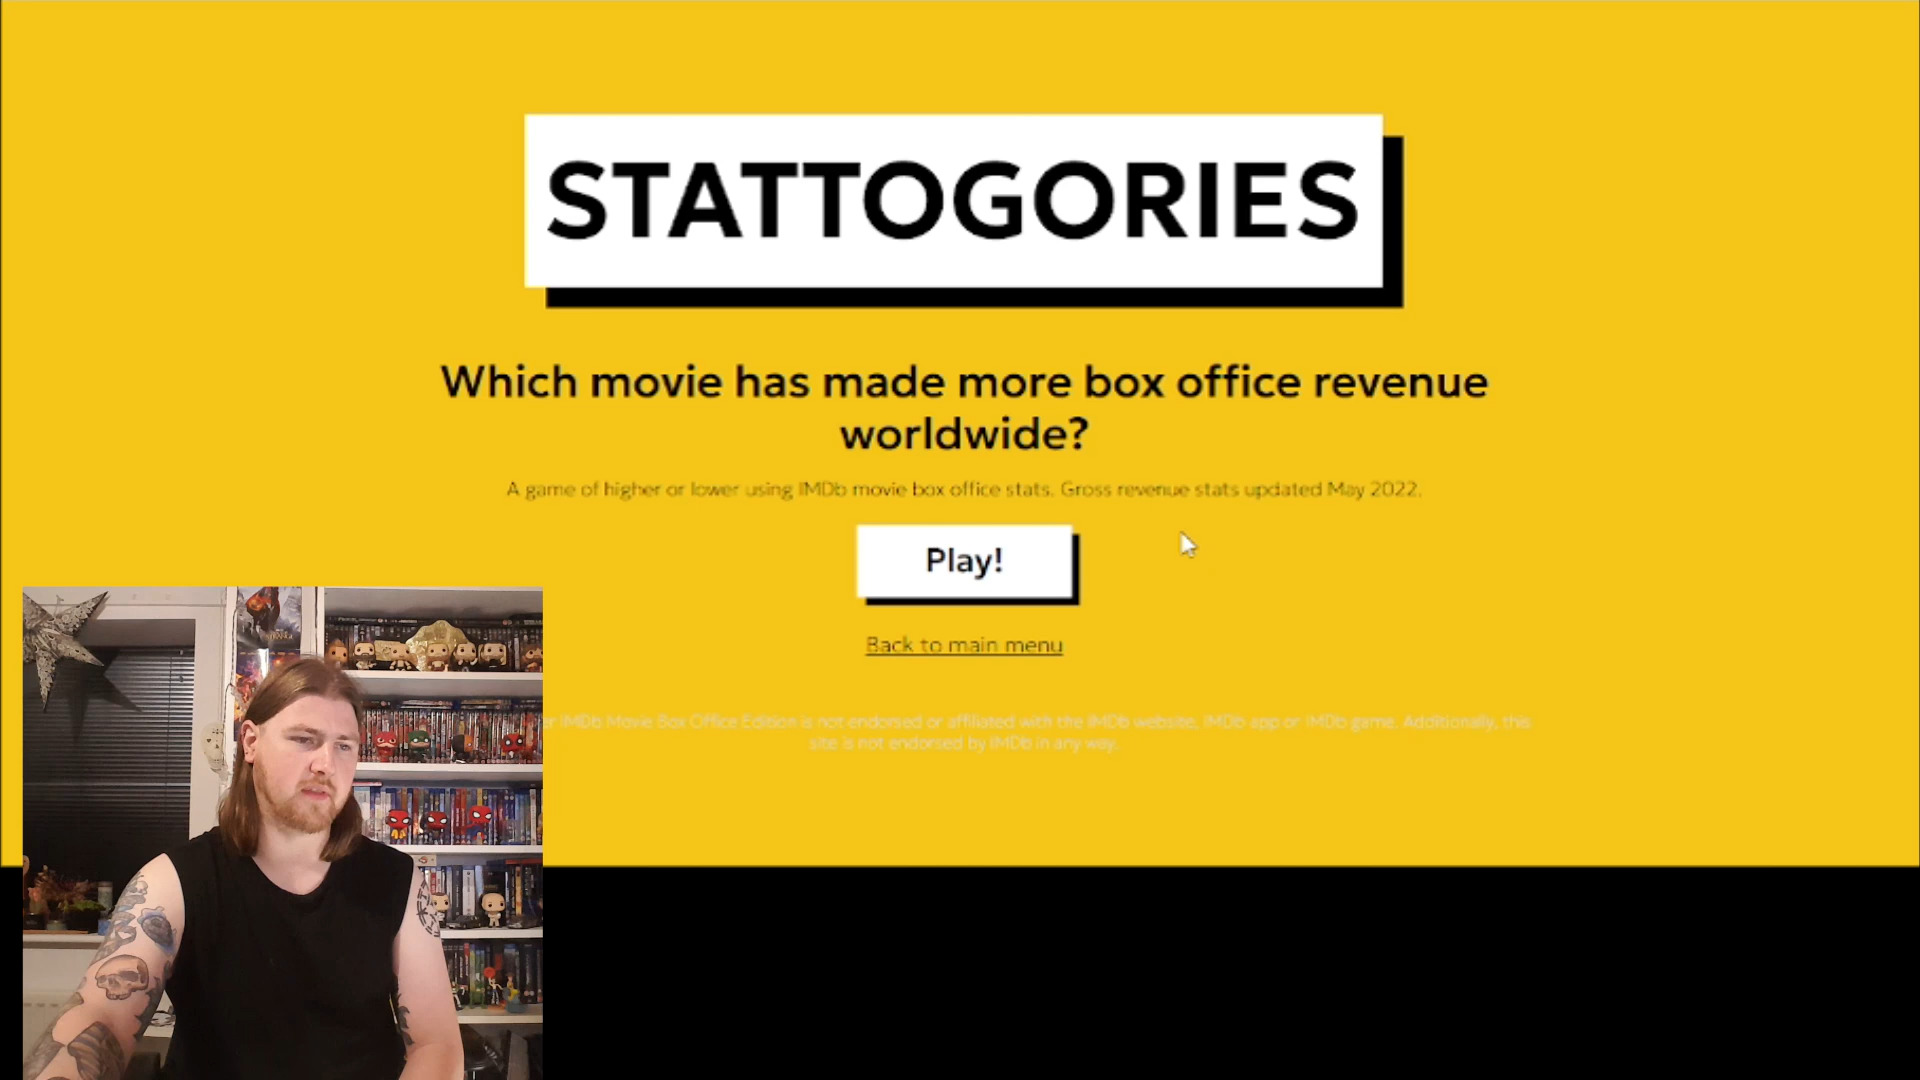 STATTOGORIES
Which movie has made more box office revenue
worldwide?
A game of higher or lower using IMDb movie box office stats. Gross revenue stats updated May 2022.
Play!
Back to main menu
IMDb Movie Box Office Edition is not endorsed or affiliated with the IMDb website, IMDb app or IMDb game. Additionally, this
site is not endorsed by IMDb in any way.